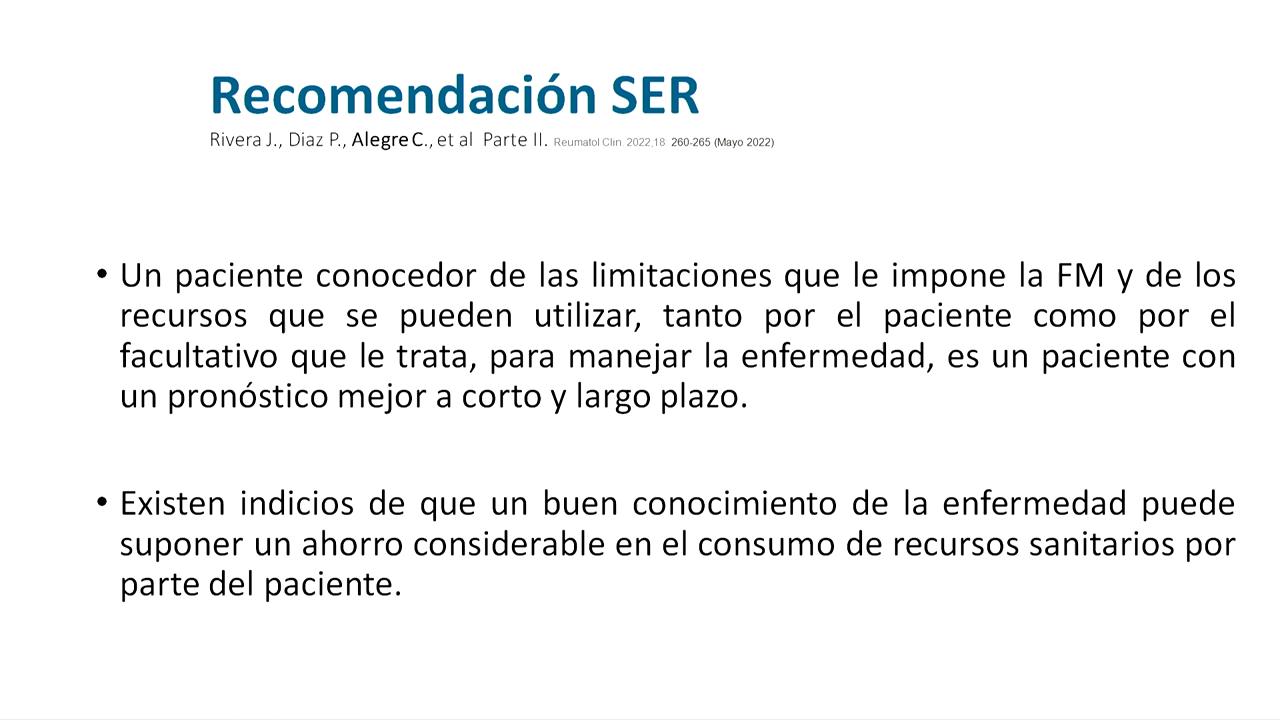 Recomendación SER
Rivera J., Diaz P., Alegre C., et al Parte II. Reumatol Clin 2022,18 260-265 (Mayo 2022)
• Un paciente conocedor de las limitaciones que le impone la FM y de los
recursos que se pueden utilizar, tanto por el paciente como por el
facultativo que le trata, para manejar la enfermedad, es un paciente con
un pronóstico mejor a corto y largo plazo.
• Existen indicios de que un buen conocimiento de la enfermedad puede
suponer un ahorro considerable en el consumo de recursos sanitarios por
parte del paciente.